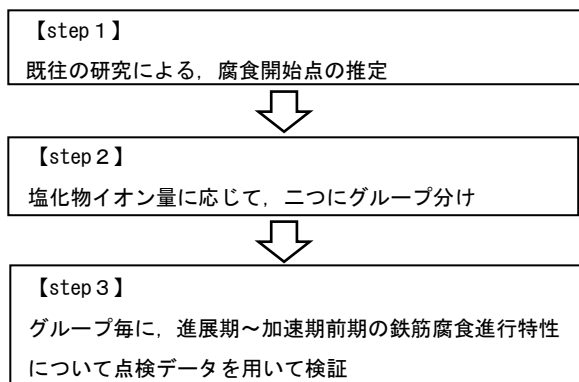 【step１】
既往の研究による，腐食開始点の推定
【step２】
塩化物イオン量に応じて，二つにグループ分け
【step３】
グループ毎に，進展期～加速期前期の鉄筋腐食進行特性
について点検データを用いて検証